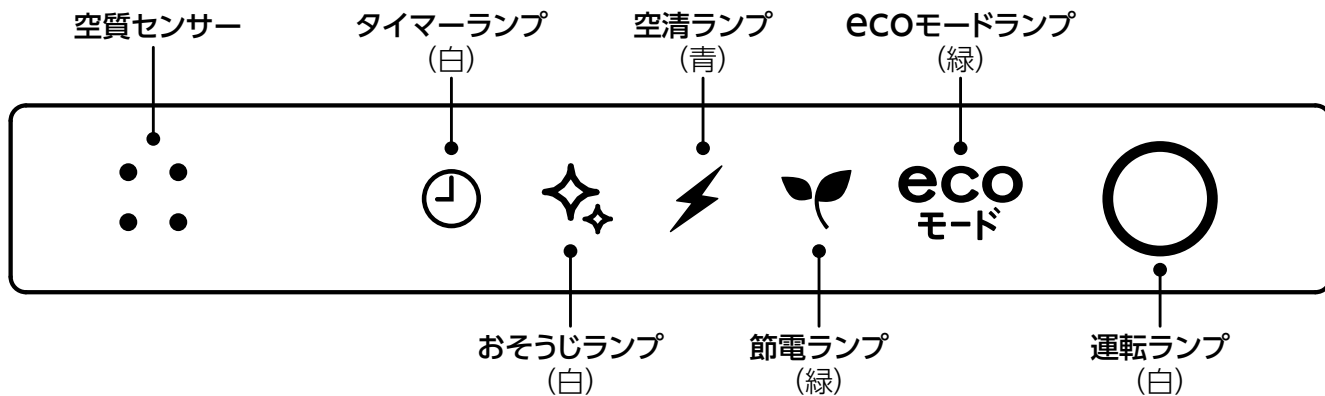 空質センサー
タイマーランプ
(白)
空清ランプ
(青)
ecoモードランプ
(緑)
eco
モード
おそうじランプ
(白)
節電ランプ
(緑)
運転ランプ
(白)